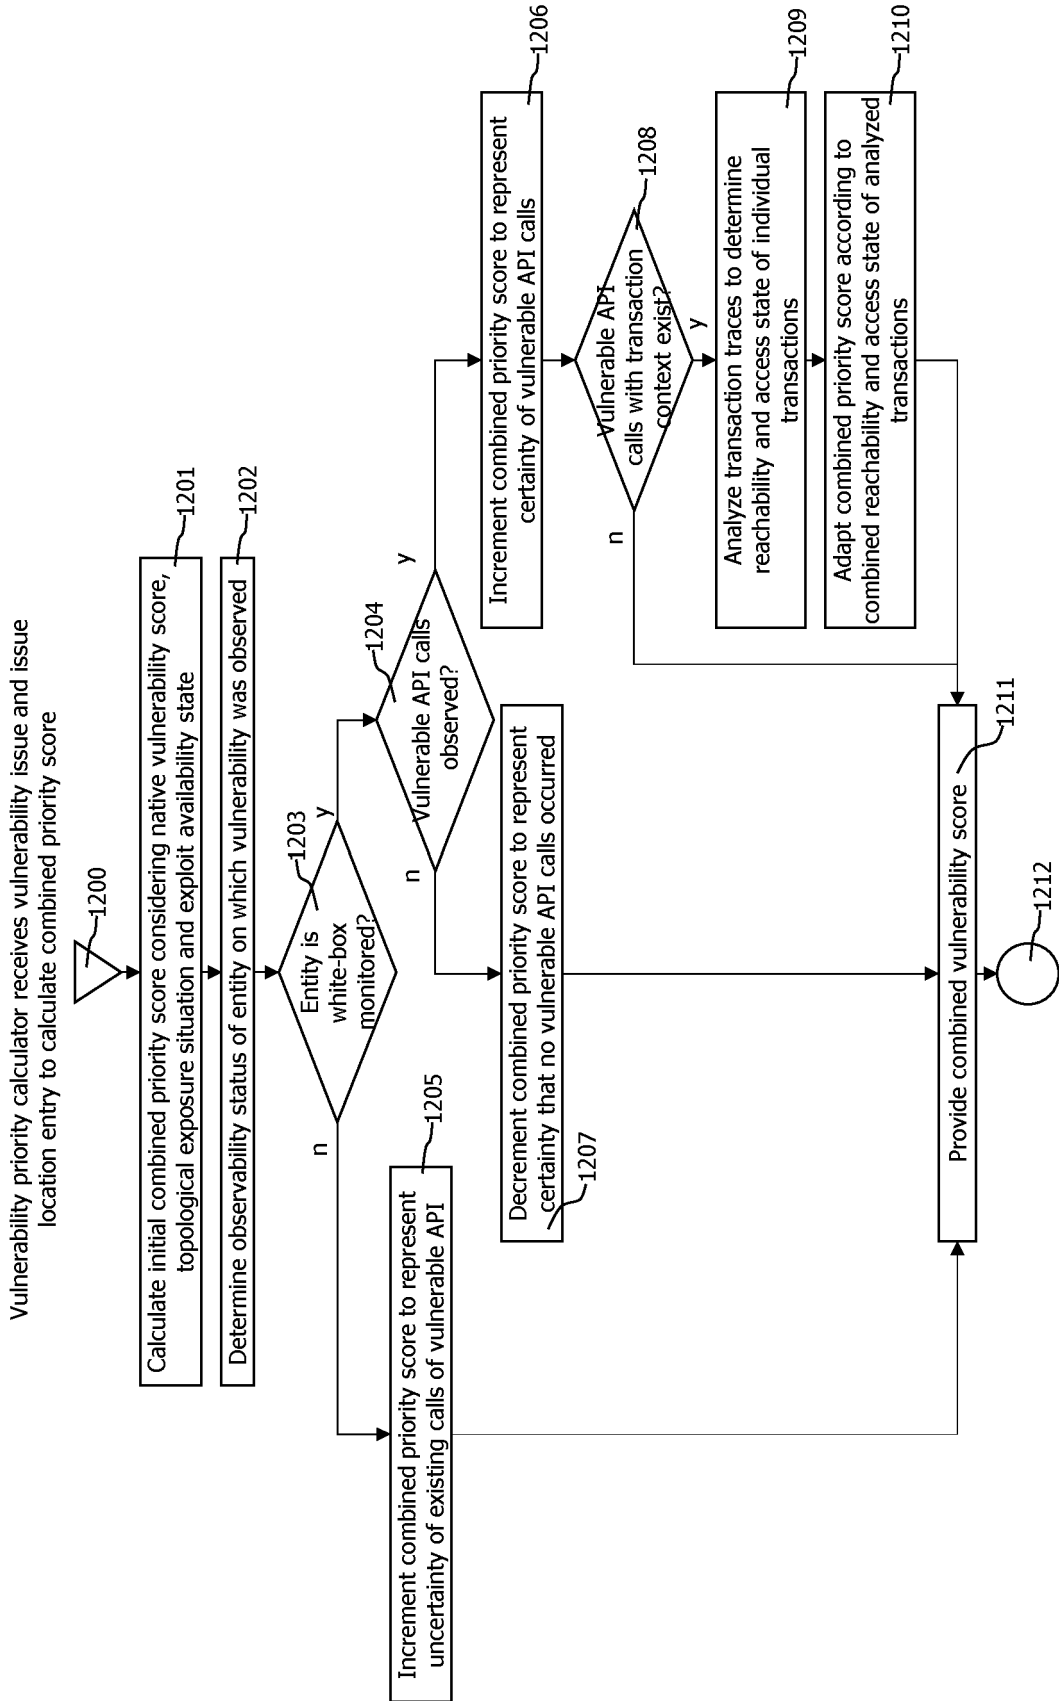 Vulnerability priority calculator receives vulnerability issue and issue
location entry to calculate combined priority score
1200
Calculate initial combined priority score considering native vulnerability score,
topological exposure situation and exploit availability state
1201
Determine observability status of entity on which vulnerability was observed
1202
Entity is
white-box
monitored?
1203
n
y
Vulnerable API calls
observed?
1204
n
y
Increment combined priority score to represent
uncertainty of existing calls of vulnerable API
1205
Increment combined priority score to represent
certainty of vulnerable API calls
1206
Decrement combined priority score to represent
certainty that no vulnerable API calls occurred
1207
Vulnerable API
calls with transaction
context exist?
1208
n
y
Analyze transaction traces to determine
reachability and access state of individual
transactions
1209
Adapt combined priority score according to
combined reachability and access state of analyzed
transactions
1210
Provide combined vulnerability score
1211
1212